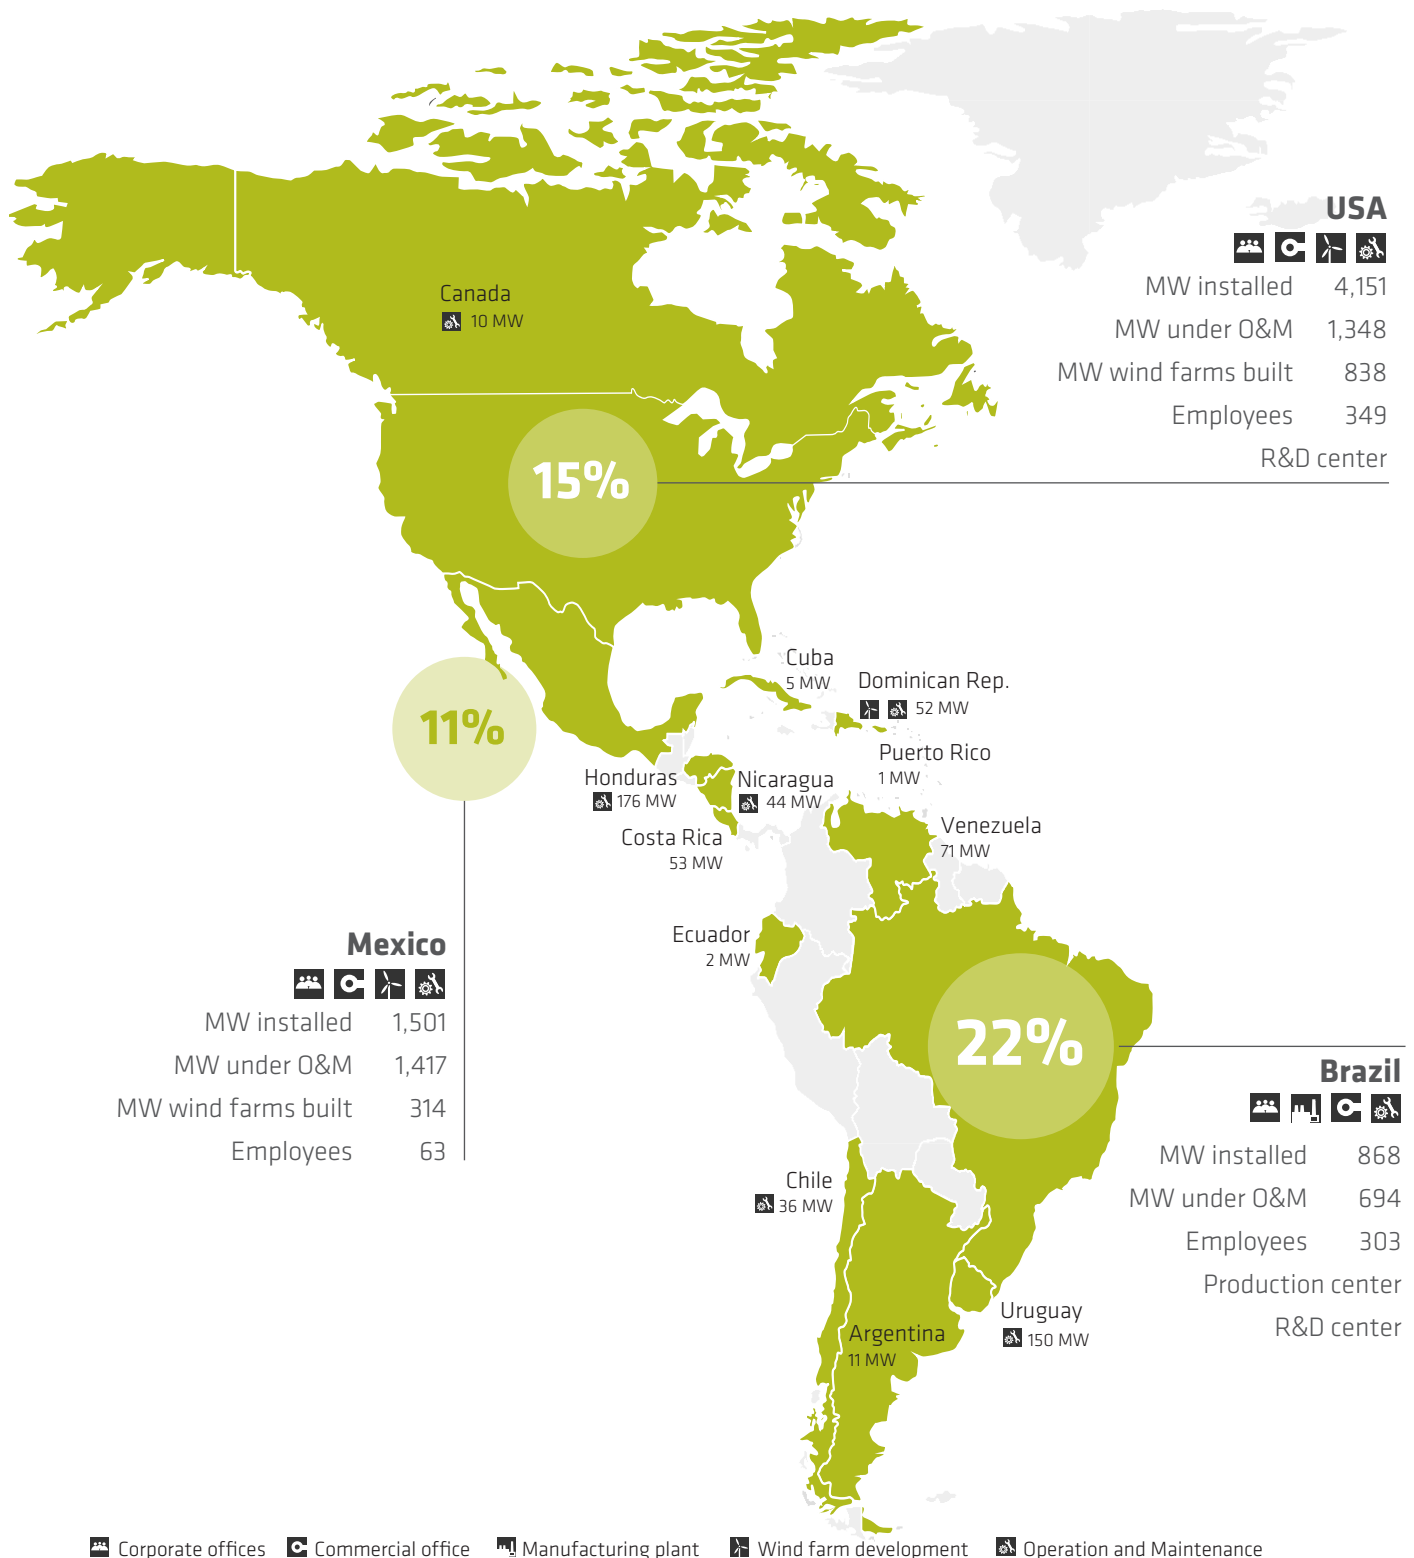 USA
MW installed 4,151
MW under O&M 1,348
MW wind farms built 838
Employees 349
R&D center
Canada
10 MW
15%
Cuba
5 MW
Dominican Rep.
52 MW
11%
Puerto Rico
1 MW
Honduras
176 MW
Nicaragua
44 MW
Costa Rica
53 MW
Venezuela
71 MW
Ecuador
2 MW
Mexico
MW installed 1,501
MW under O&M 1,417
MW wind farms built 314
Employees 63
22%
Brazil
MW installed 868
MW under O&M 694
Employees 303
Production center
R&D center
Chile
36 MW
Uruguay
150 MW
Argentina
11 MW
Corporate offices Commercial office Manufacturing plant Wind farm development Operation and Maintenance